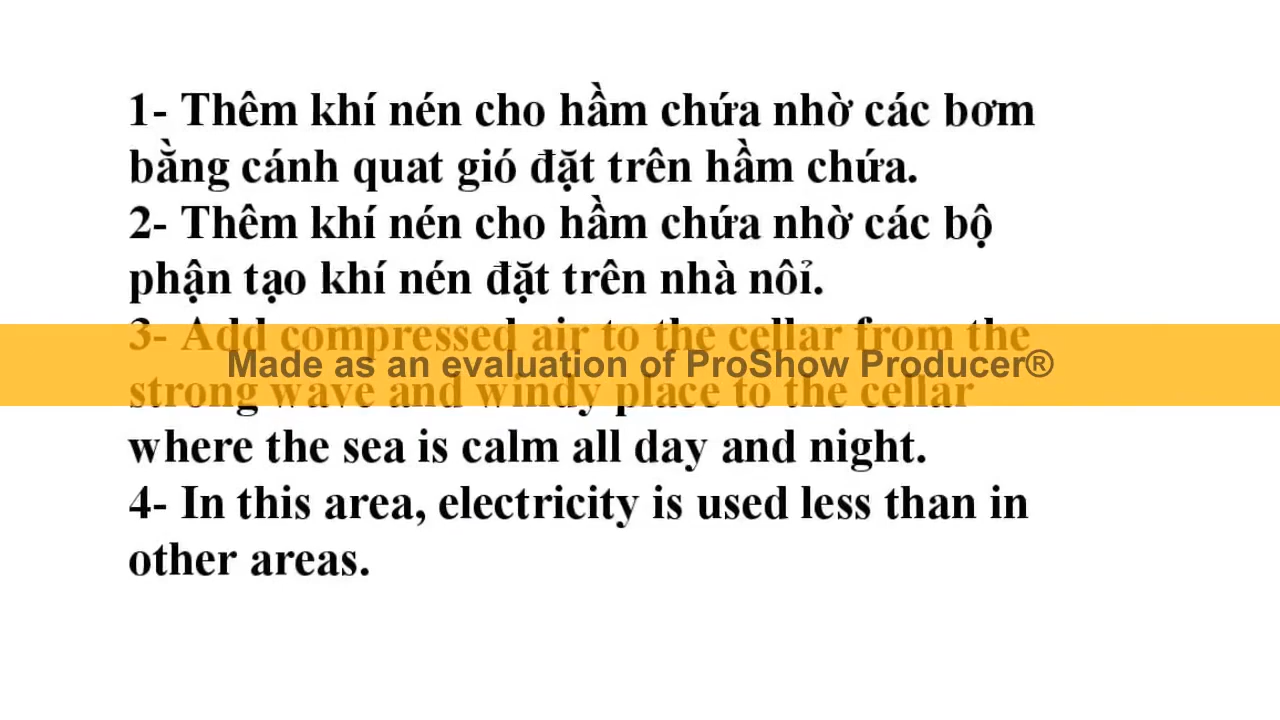 1- Thêm khí nén cho hầm chứa nhờ các bơm
bằng cánh quat gió đặt trên hầm chứa.
2- Thêm khí nén cho hầm chứa nhờ các bộ
phận tạo khí nén đặt trên nhà nôỉ.
3- Add compressed air to the cellar from the
Made as an evaluation of ProShow Producer®
strong wave and windy place to the cellar
where the sea is calm all day and night.
4- In this area, electricity is used less than in
other areas.